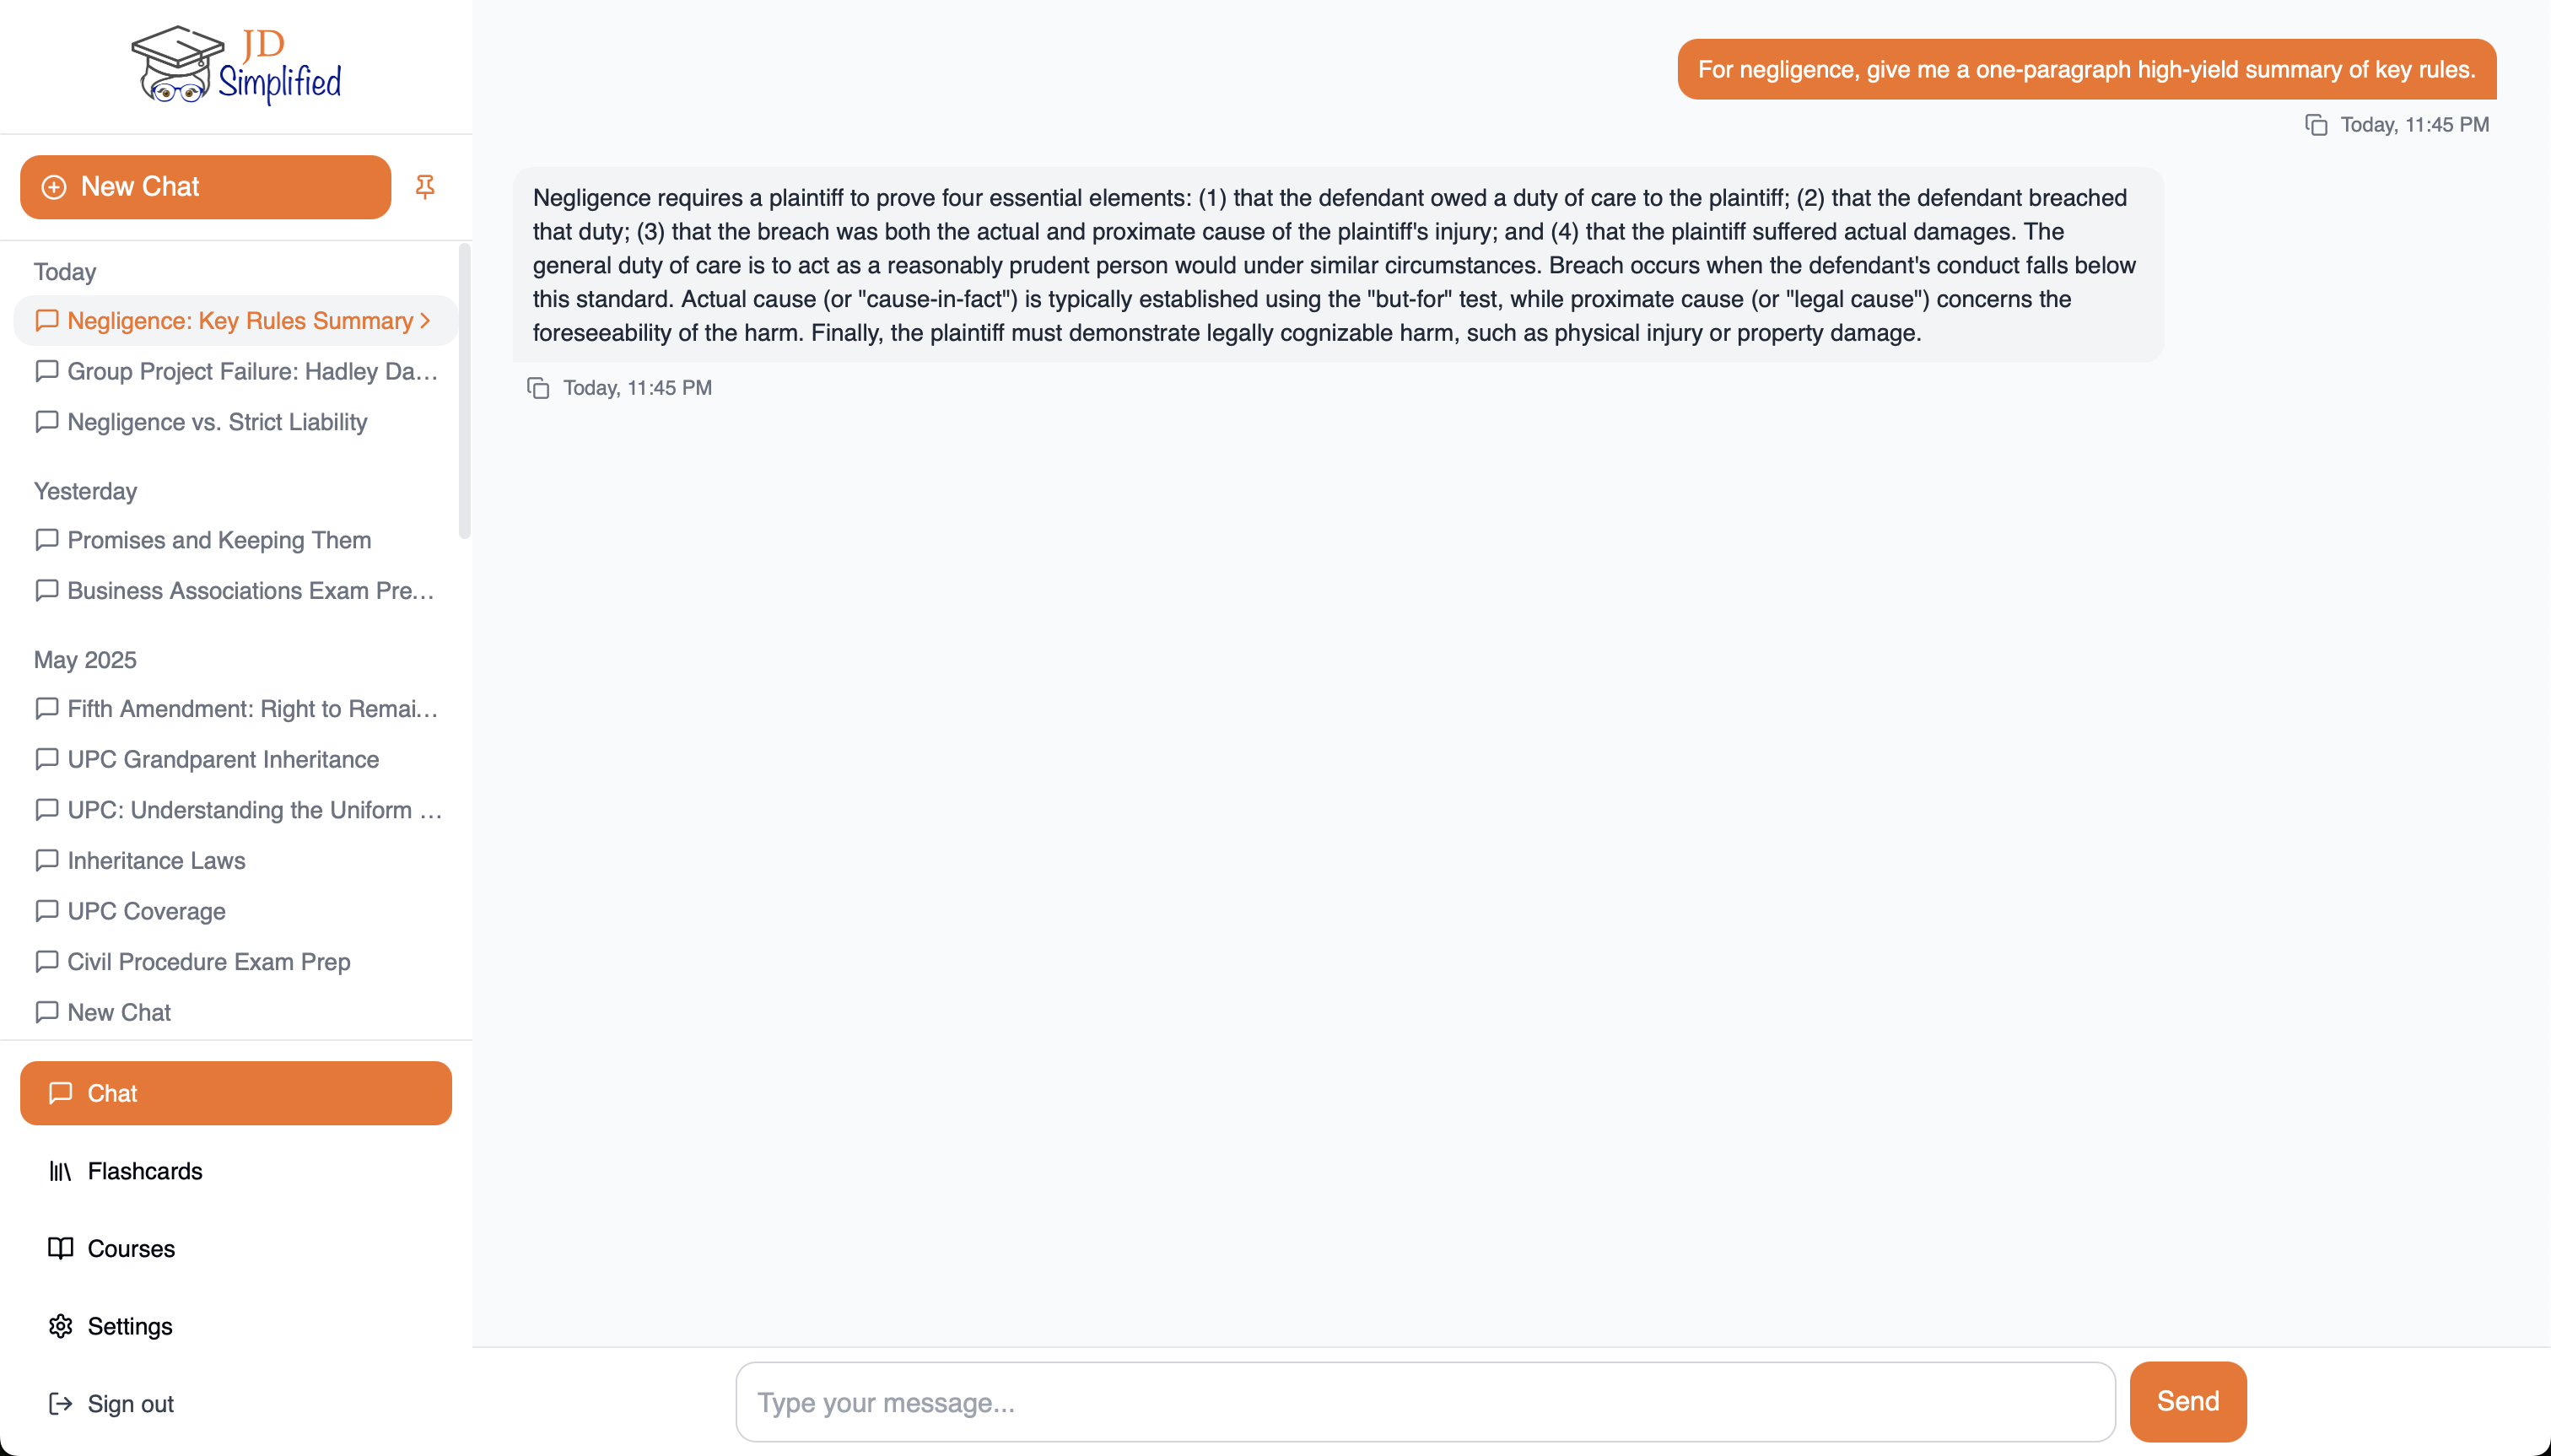 JD
Simplified
New Chat
Today
Negligence: Key Rules Summary
Group Project Failure: Hadley Da...
Negligence vs. Strict Liability
Yesterday
Promises and Keeping Them
Business Associations Exam Pre...
May 2025
Fifth Amendment: Right to Remai...
UPC Grandparent Inheritance
UPC: Understanding the Uniform ...
Inheritance Laws
UPC Coverage
Civil Procedure Exam Prep
New Chat
Chat
Flashcards
Courses
Settings
Sign out
For negligence, give me a one-paragraph high-yield summary of key rules.
Today, 11:45 PM
Negligence requires a plaintiff to prove four essential elements: (1) that the defendant owed a duty of care to the plaintiff; (2) that the defendant breached
that duty; (3) that the breach was both the actual and proximate cause of the plaintiff's injury; and (4) that the plaintiff suffered actual damages. The
general duty of care is to act as a reasonably prudent person would under similar circumstances. Breach occurs when the defendant's conduct falls below
this standard. Actual cause (or "cause-in-fact") is typically established using the "but-for" test, while proximate cause (or "legal cause") concerns the
foreseeability of the harm. Finally, the plaintiff must demonstrate legally cognizable harm, such as physical injury or property damage.
Today, 11:45 PM
Type your message...
Send